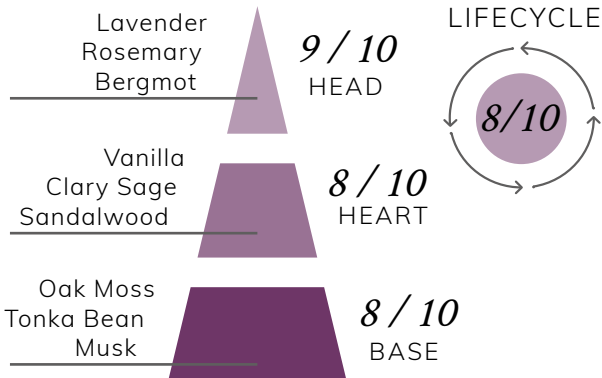 Lavender
Rosemary
Bergmot
9 / 10
HEAD
LIFECYCLE
8/10
Vanilla
Clary Sage
Sandalwood
8 / 10
HEART
Oak Moss
Tonka Bean
Musk
8 / 10
BASE